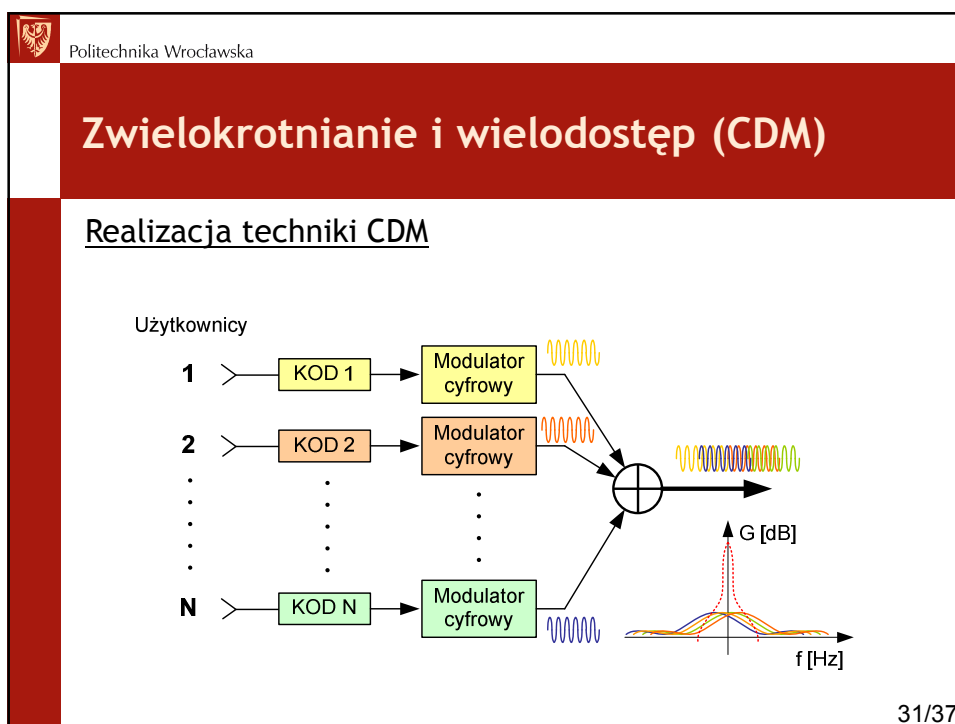 Politechnika Wrocławska
Zwielokrotnianie i wielodostęp (CDM)
Realizacja techniki CDM
Użytkownicy
1
KOD 1
Modulator
cyfrowy
2
KOD 2
Modulator
cyfrowy
N
KOD N
Modulator
cyfrowy
G [dB]
f [Hz]
31/37